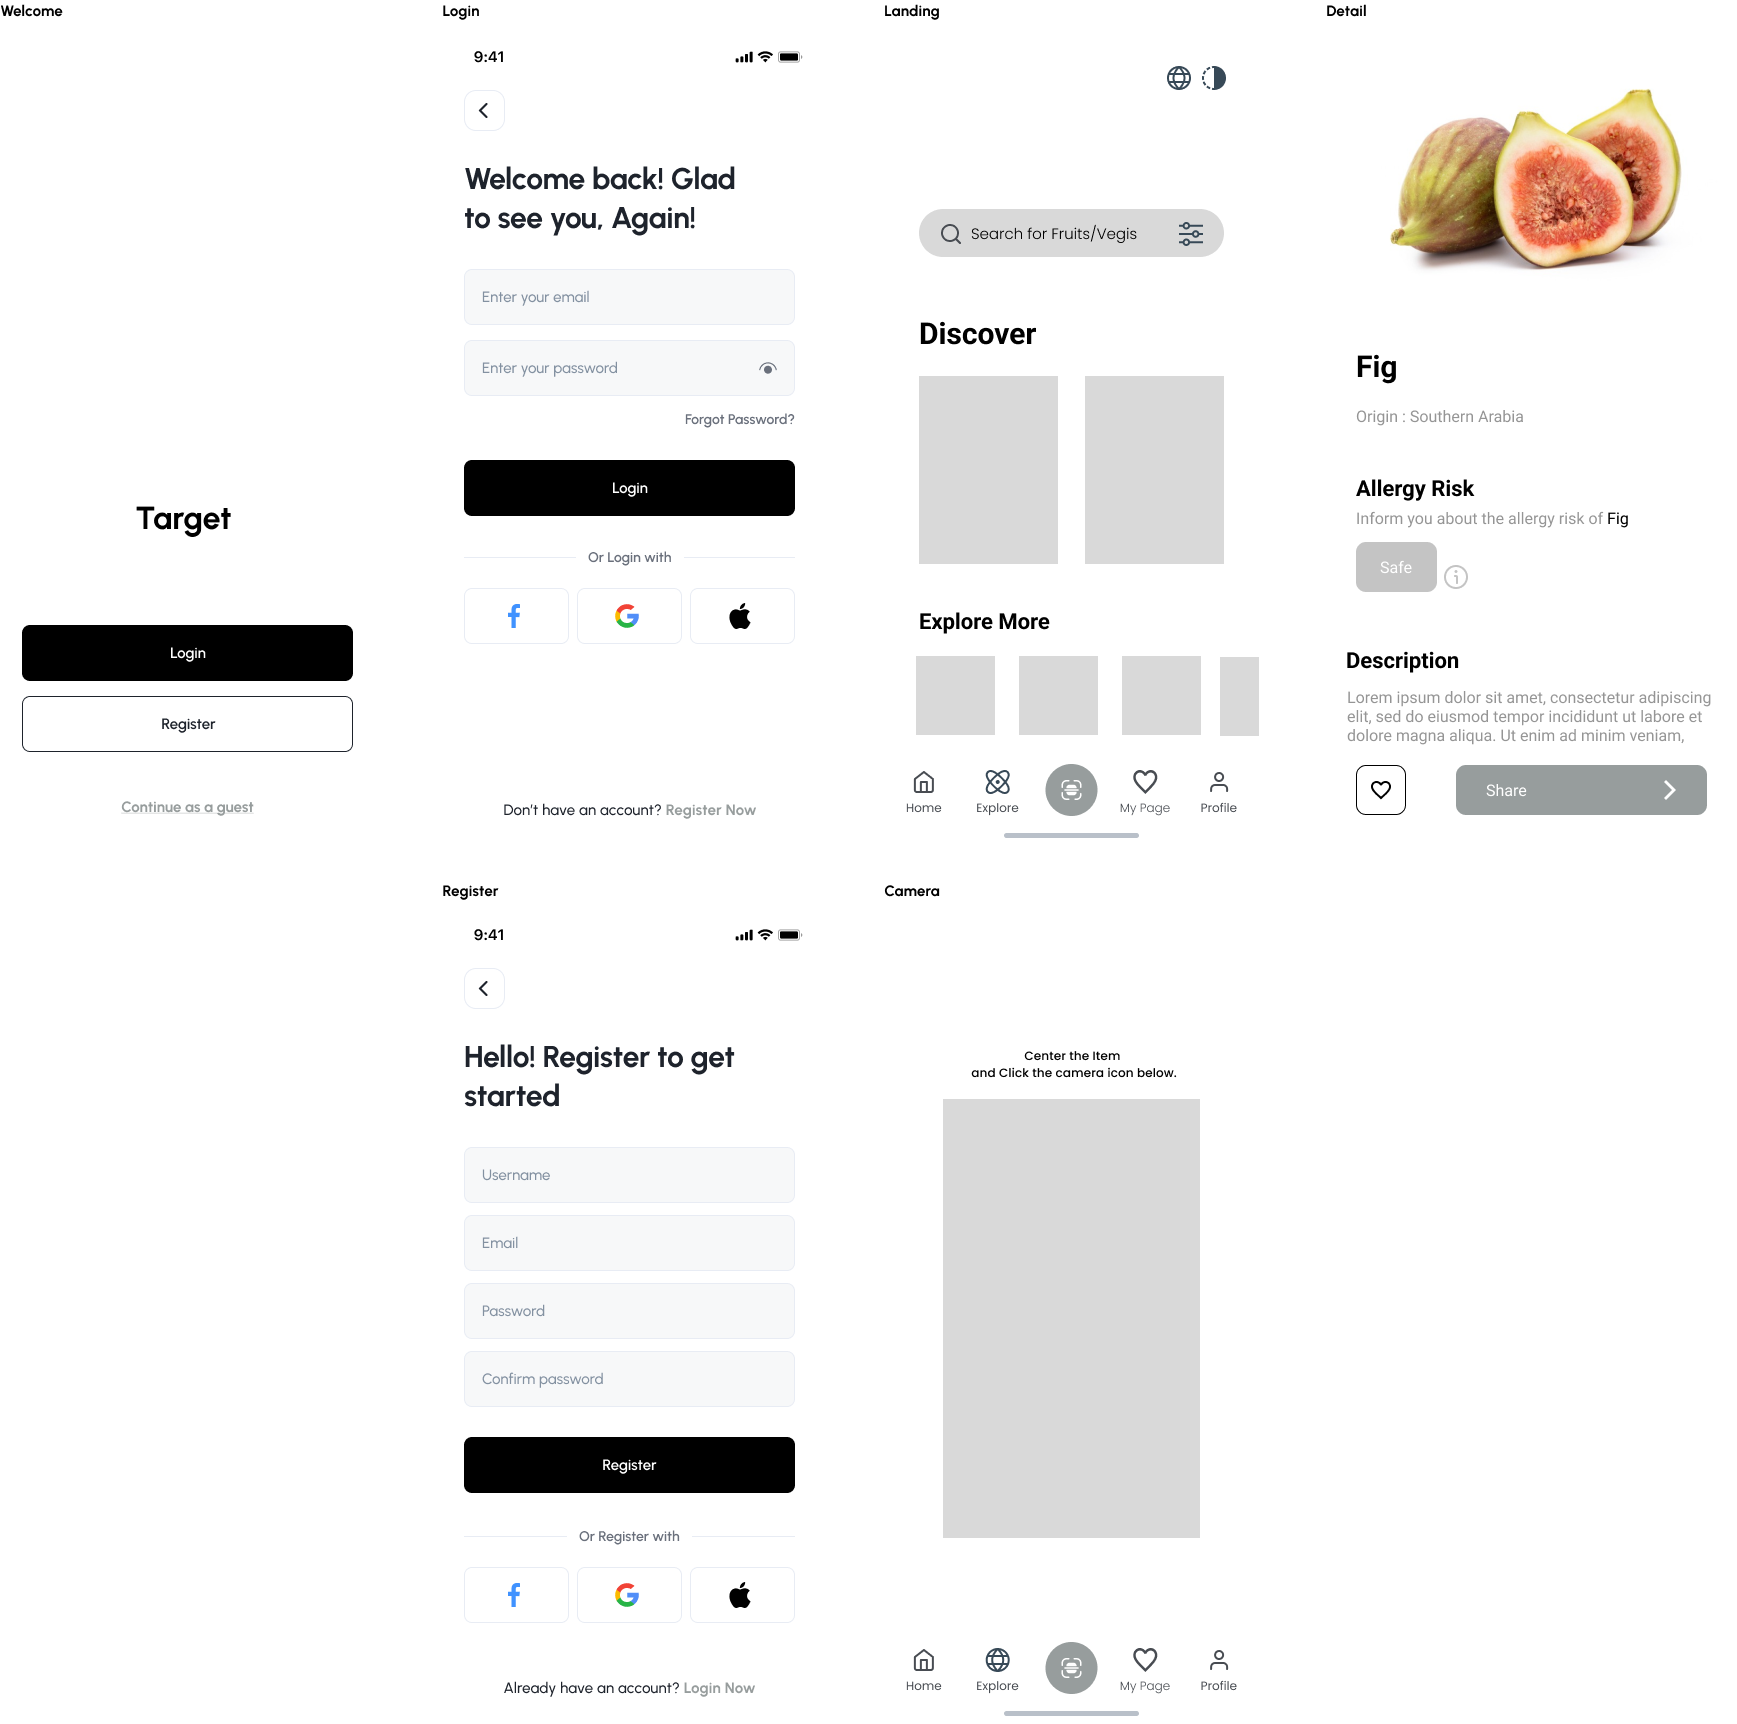 Welcome
Target
Login
Register
Continue as a guest
Login
9:41
Welcome back! Glad
to see you, Again!
Enter your email
Enter your password
Forgot Password?
Login
Or Login with
Don't have an account? Register Now
Landing
Search for Fruits/Vegis
Discover
Explore More
Home
Explore
My Page
Profile
Detail
Fig
Origin : Southern Arabia
Allergy Risk
Inform you about the allergy risk of Fig
Safe
Description
Lorem ipsum dolor sit amet, consectetur adipiscing
elit, sed do eiusmod tempor incididunt ut labore et
dolore magna aliqua. Ut enim ad minim veniam,
Share
Register
9:41
Hello! Register to get
started
Username
Email
Password
Confirm password
Register
Or Register with
Already have an account? Login Now
Camera
Center the Item
and Click the camera icon below.
Home
Explore
My Page
Profile